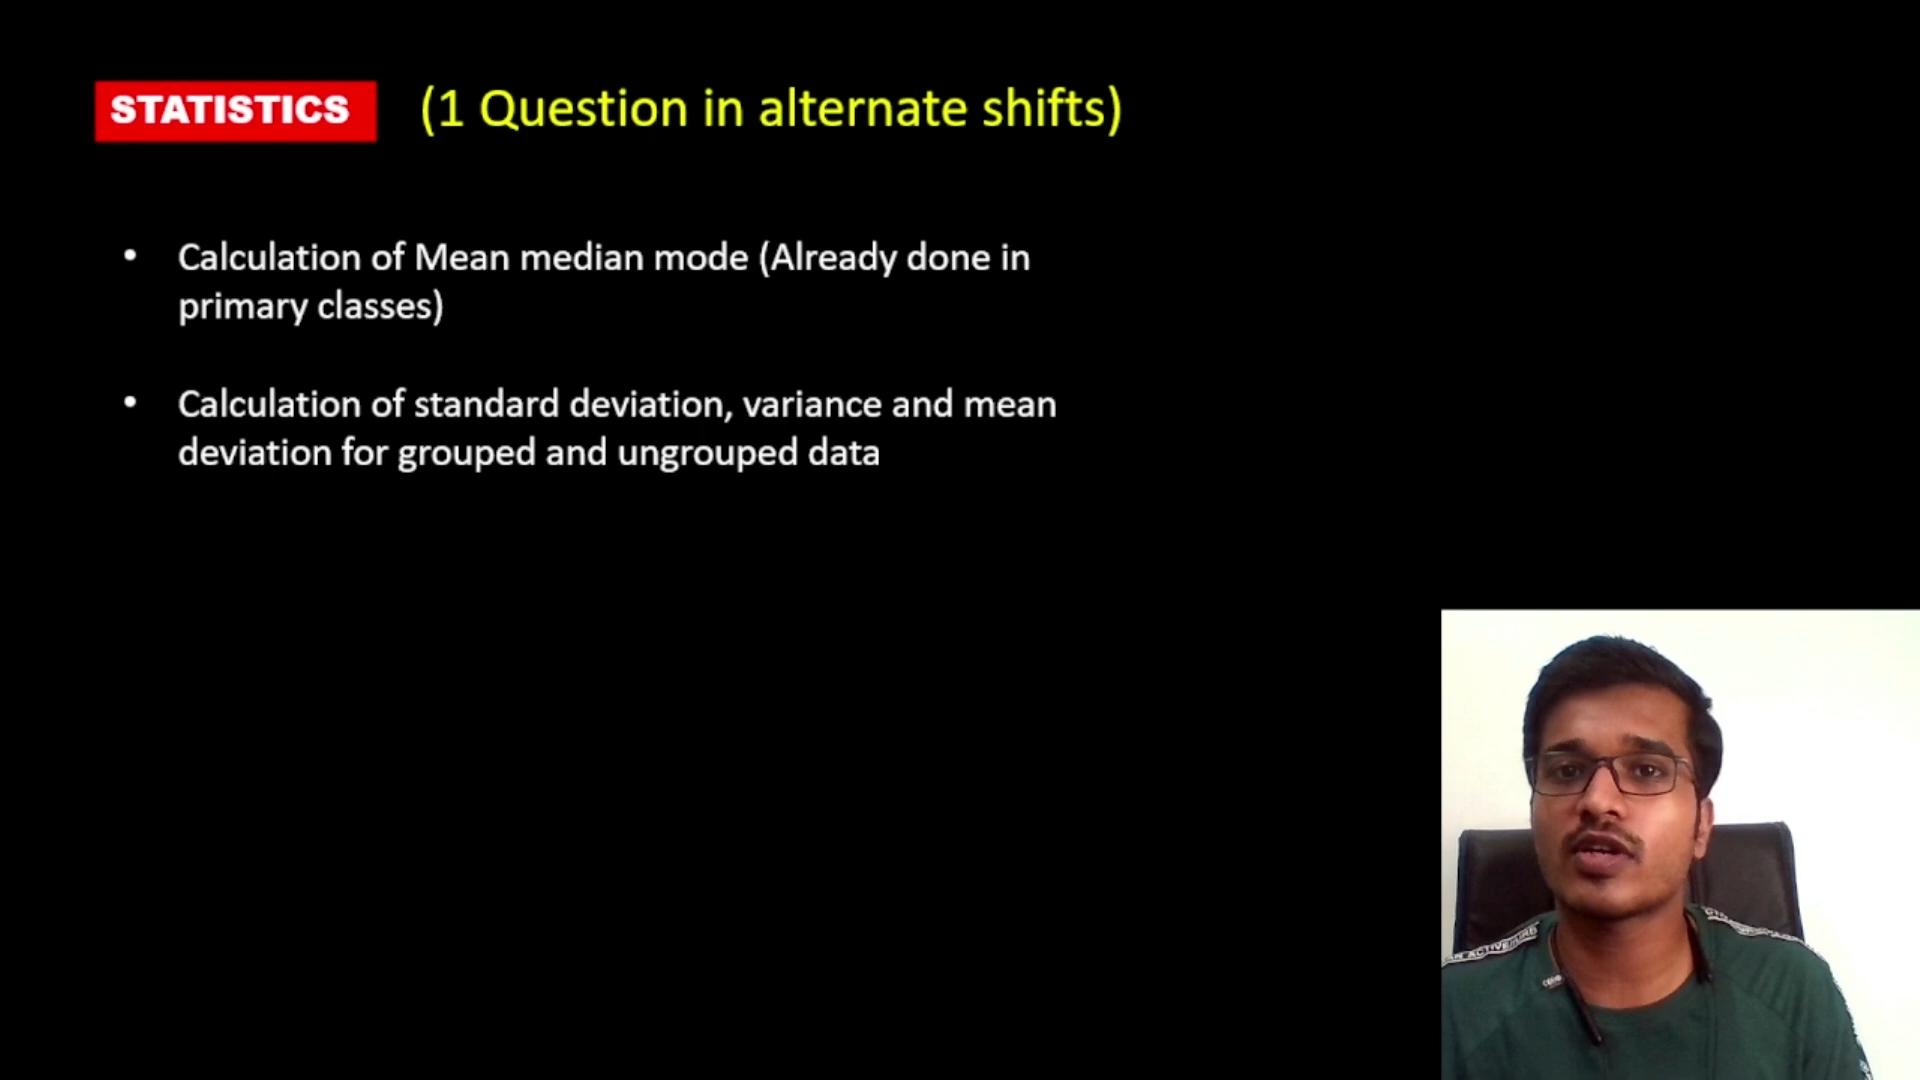 STATISTICS (1 Question in alternate shifts)
• Calculation of Mean median mode (Already done in
primary classes)
• Calculation of standard deviation, variance and mean
deviation for grouped and ungrouped data